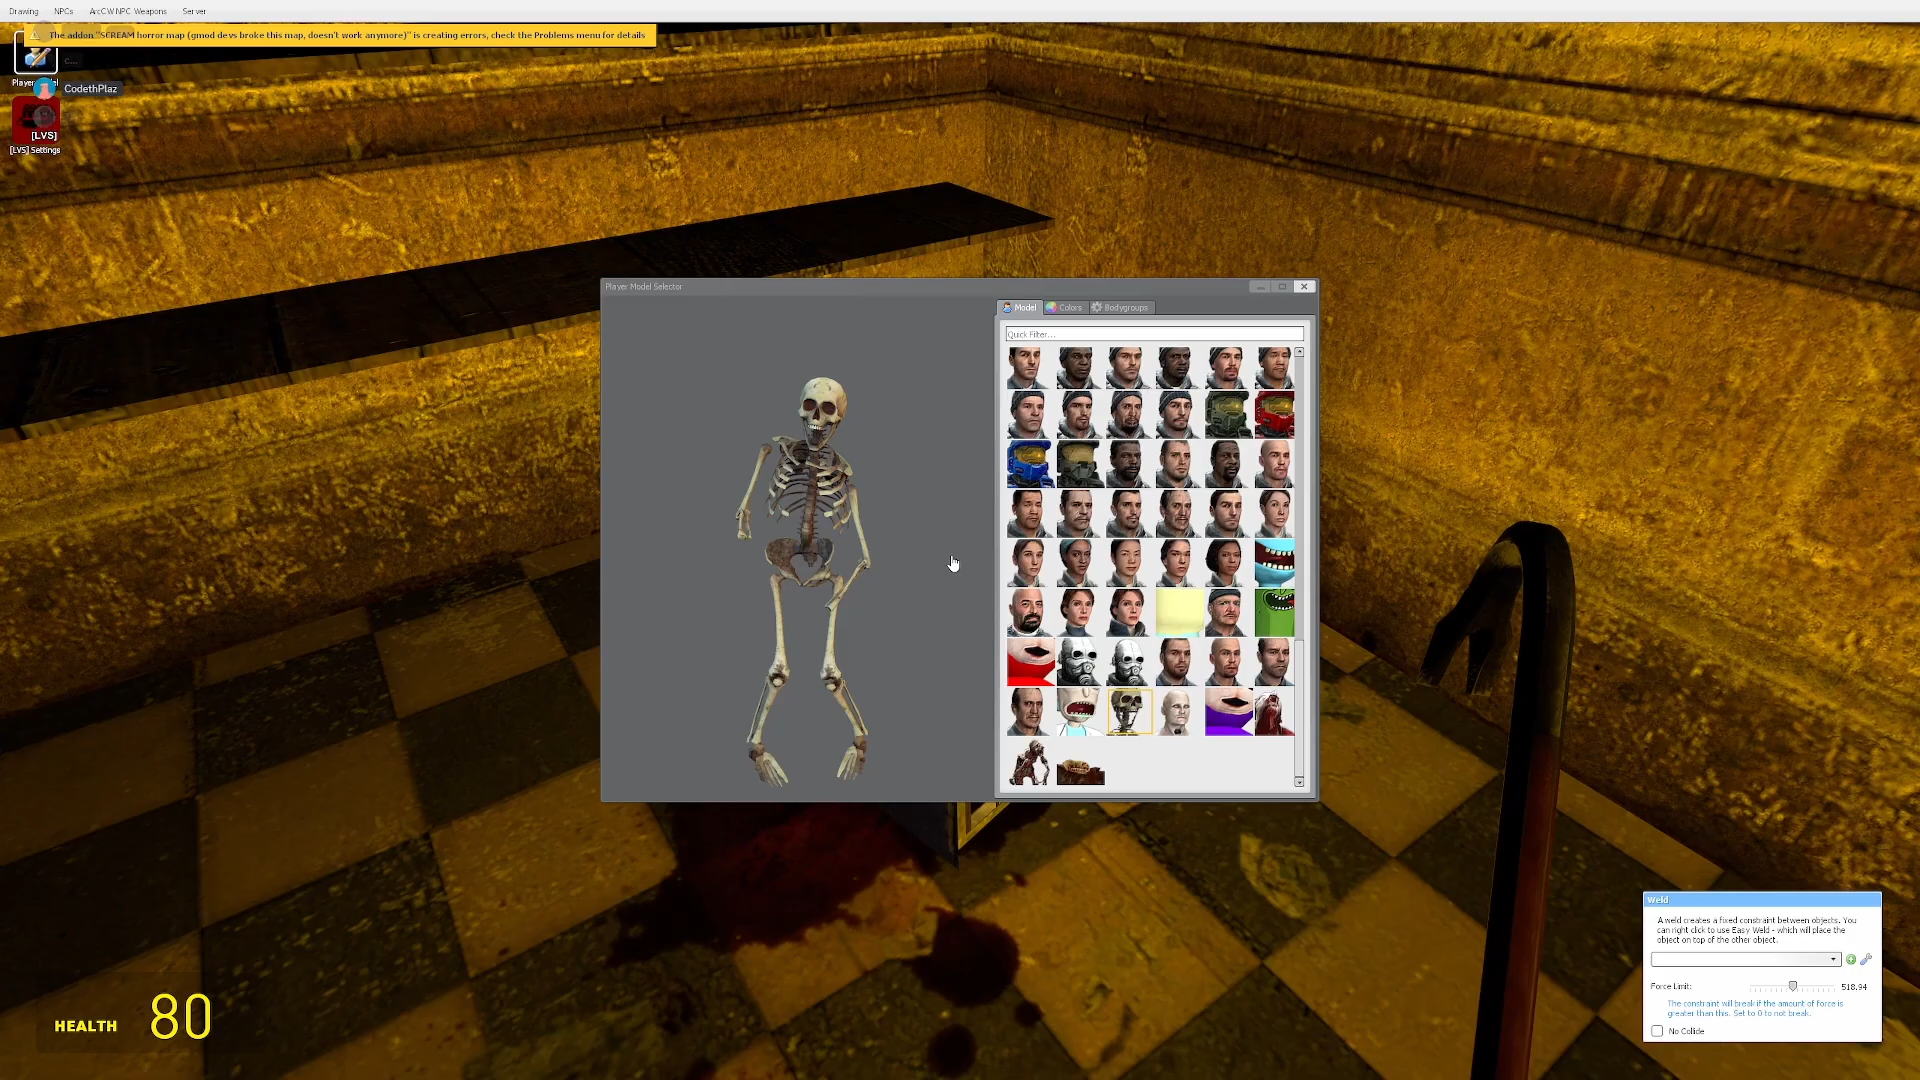 Drawing NPCs ArcCW NPC Weapons Server
The addon "SCREAM horror map (gmod devs broke this map, doesn't work anymore)" is creating errors, check the Problems menu for details
CodethPlaz
[LVS]
[LVS] Settings
Player Model Selector
Model Colors Bodygroups
Quick Filter...
Weld
A weld creates a fixed constraint between objects. You
can right click to use Easy Weld - which will place the
object on top of the other object.
Force Limit: 518.94
The constraint will break if the amount of force is
greater than this. Set to 0 to not break.
No Collide
HEALTH 80